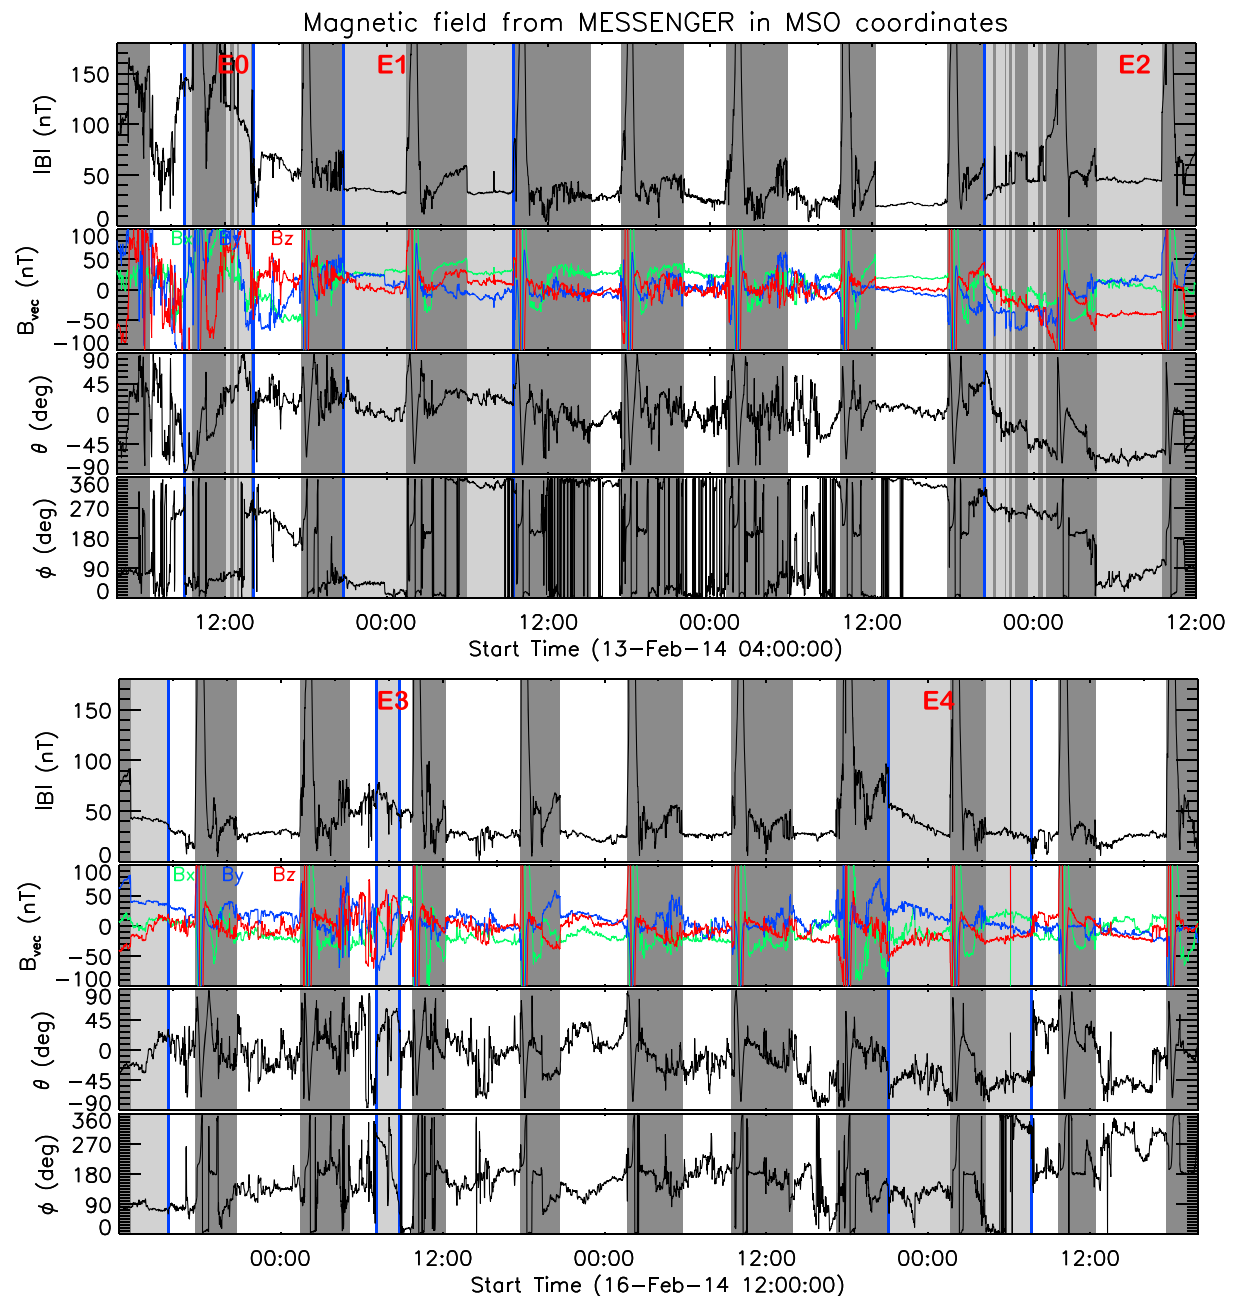 Magnetic field from MESSENGER in MSO coordinates
E0 E1 E2
|B| (nT)
150
100
50
0
Bx By Bz
B_vec (nT)
100
50
0
−50
−100
θ (deg)
90
45
0
−45
−90
φ (deg)
360
270
180
90
0
12:00 00:00 12:00 00:00 12:00 00:00 12:00
Start Time (13−Feb−14 04:00:00)
E3 E4
|B| (nT)
150
100
50
0
Bx By Bz
B_vec (nT)
100
50
0
−50
−100
θ (deg)
90
45
0
−45
−90
φ (deg)
360
270
180
90
0
00:00 12:00 00:00 12:00 00:00 12:00
Start Time (16−Feb−14 12:00:00)